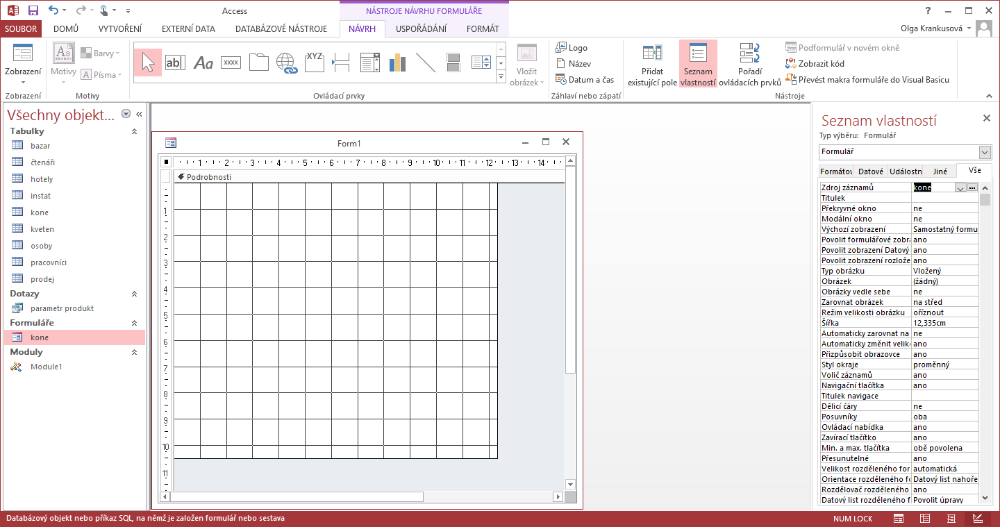 Access
NÁSTROJE NÁVRHU FORMULÁŘE
?
SOUBOR DOMŮ VYTVOŘENÍ EXTERNÍ DATA DATABÁZOVÉ NÁSTROJE NÁVRH USPOŘÁDÁNÍ FORMÁT
Olga Krankusová
Zobrazení
Zobrazení
Motivy
Barvy
Písma
Motivy
ab|
Aa
xxxx
XYZ
Ovládací prvky
Vložit
obrázek
Logo
Název
Datum a čas
Záhlaví nebo zápatí
Přidat
existující pole
Seznam
vlastností
Pořadí
ovládacích prvků
Podformulář v novém okně
Zobrazit kód
Převést makra formuláře do Visual Basicu
Nástroje
Všechny objekt...
Tabulky
bazar
čtenáři
hotely
instat
kone
kveten
osoby
pracovníci
prodej
Dotazy
parametr produkt
Formuláře
kone
Moduly
Module1
Form1
1 2 3 4 5 6 7 8 9 10 11 12 13 14
Podrobnosti
1
2
3
4
5
6
7
8
9
10
11
Seznam vlastností
Typ výběru: Formulář
Formulář
Formátov Datové Událostn Jiné Vše
Zdroj záznamů kone
Titulek
Překryvné okno ne
Modální okno ne
Výchozí zobrazení Samostatný formu
Povolit formulářové zobra ano
Povolit zobrazení Datový ano
Povolit zobrazení rozlože ano
Typ obrázku Vložený
Obrázek (žádný)
Obrázky vedle sebe ne
Zarovnat obrázek na střed
Režim velikosti obrázku oříznout
Šířka 12,335cm
Automaticky zarovnat na ne
Automaticky změnit velik ano
Přizpůsobit obrazovce ano
Styl okraje proměnný
Volič záznamů ano
Navigační tlačítka ano
Titulek navigace
Dělicí čáry ne
Posuvníky oba
Ovládací nabídka ano
Zavírací tlačítko ano
Min. a max. tlačítka obě povolena
Přesunutelné ano
Velikost rozděleného for automatická
Orientace rozděleného fo Datový list nahoře
Rozdělovač rozděleného ano
Datový list rozděleného f Povolit úpravy
Databázový objekt nebo příkaz SQL, na němž je založen formulář nebo sestava
NUM LOCK